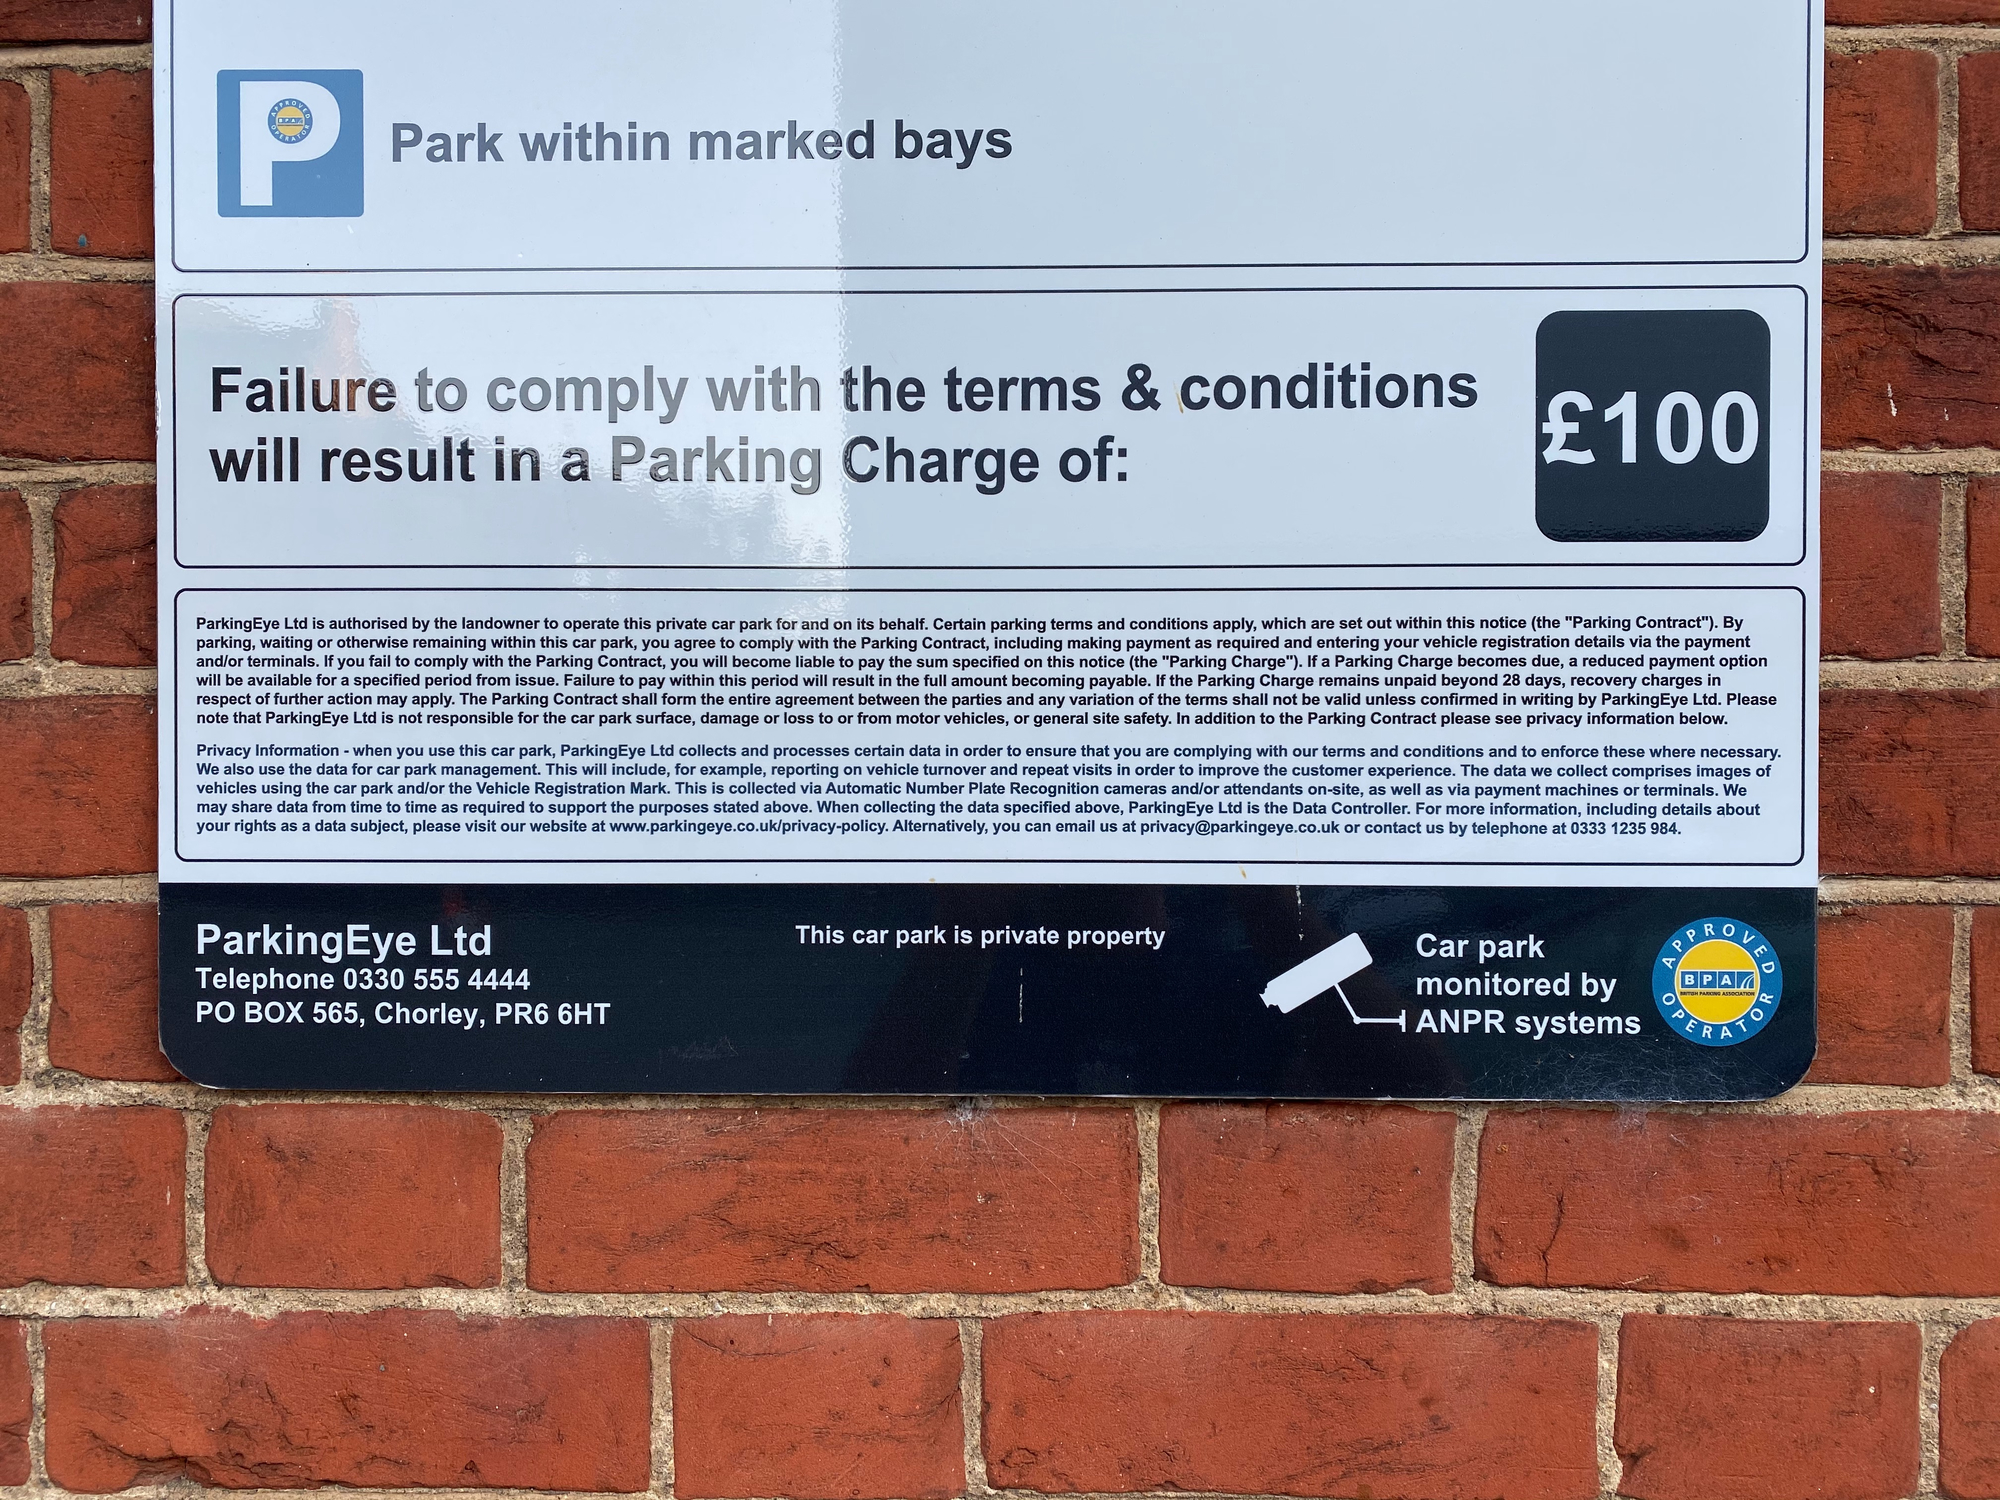 APPROVED
BPA
OPERATOR
Park within marked bays
Failure to comply with the terms & conditions
will result in a Parking Charge of:
£100
ParkingEye Ltd is authorised by the landowner to operate this private car park for and on its behalf. Certain parking terms and conditions apply, which are set out within this notice (the "Parking Contract"). By
parking, waiting or otherwise remaining within this car park, you agree to comply with the Parking Contract, including making payment as required and entering your vehicle registration details via the payment
and/or terminals. If you fail to comply with the Parking Contract, you will become liable to pay the sum specified on this notice (the "Parking Charge"). If a Parking Charge becomes due, a reduced payment option
will be available for a specified period from issue. Failure to pay within this period will result in the full amount becoming payable. If the Parking Charge remains unpaid beyond 28 days, recovery charges in
respect of further action may apply. The Parking Contract shall form the entire agreement between the parties and any variation of the terms shall not be valid unless confirmed in writing by ParkingEye Ltd. Please
note that ParkingEye Ltd is not responsible for the car park surface, damage or loss to or from motor vehicles, or general site safety. In addition to the Parking Contract please see privacy information below.
Privacy Information - when you use this car park, ParkingEye Ltd collects and processes certain data in order to ensure that you are complying with our terms and conditions and to enforce these where necessary.
We also use the data for car park management. This will include, for example, reporting on vehicle turnover and repeat visits in order to improve the customer experience. The data we collect comprises images of
vehicles using the car park and/or the Vehicle Registration Mark. This is collected via Automatic Number Plate Recognition cameras and/or attendants on-site, as well as via payment machines or terminals. We
may share data from time to time as required to support the purposes stated above. When collecting the data specified above, ParkingEye Ltd is the Data Controller. For more information, including details about
your rights as a data subject, please visit our website at www.parkingeye.co.uk/privacy-policy. Alternatively, you can email us at privacy@parkingeye.co.uk or contact us by telephone at 0333 1235 984.
ParkingEye Ltd
Telephone 0330 555 4444
PO BOX 565, Chorley, PR6 6HT
This car park is private property
Car park
monitored by
ANPR systems
APPROVED
BPA
BRITISH PARKING ASSOCIATION
OPERATOR